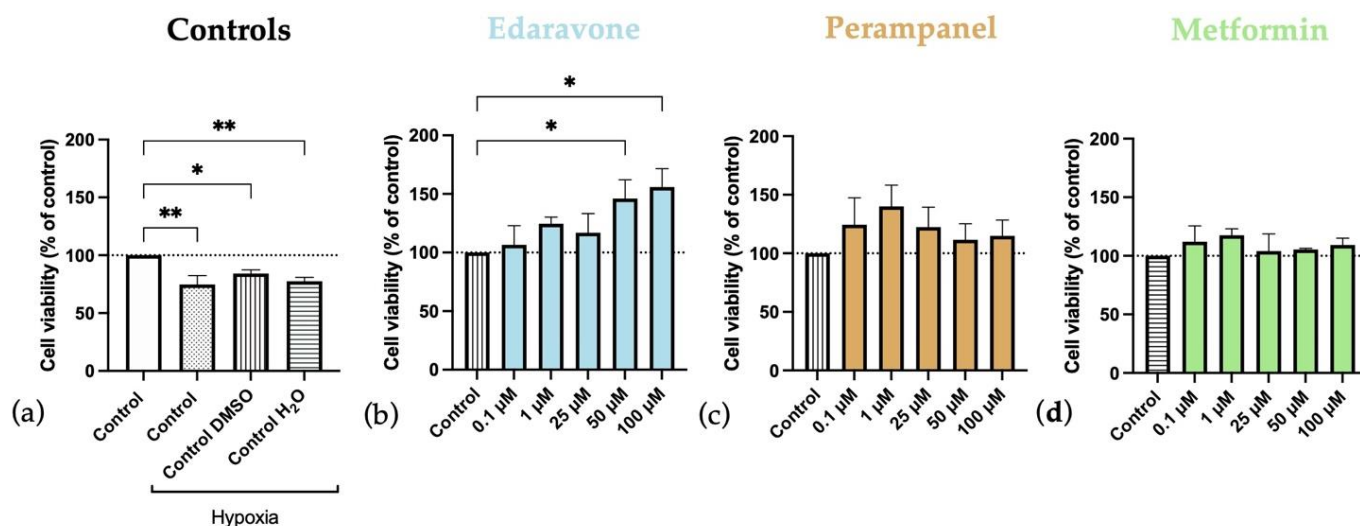 Controls
Edaravone
Perampanel
Metformin
(a)
Cell viability (% of control)
200
150
100
50
0
**
*
**
Control
Control
Control DMSO
Control H₂O
Hypoxia
(b)
Cell viability (% of control)
200
150
100
50
0
*
*
Control
0.1 µM
1 µM
25 µM
50 µM
100 µM
(c)
Cell viability (% of control)
200
150
100
50
0
Control
0.1 µM
1 µM
25 µM
50 µM
100 µM
(d)
Cell viability (% of control)
200
150
100
50
0
Control
0.1 µM
1 µM
25 µM
50 µM
100 µM